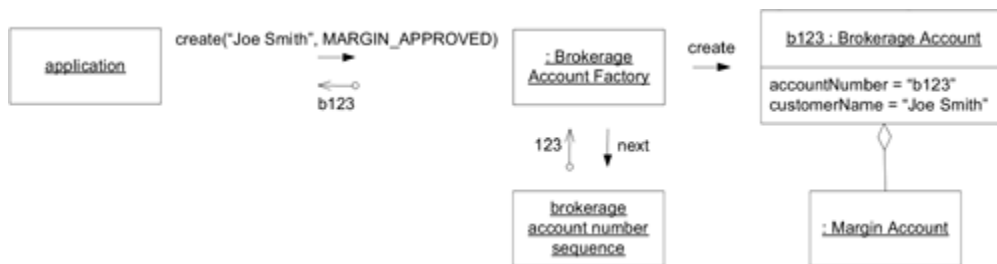 application
create("Joe Smith", MARGIN_APPROVED)
b123
: Brokerage
Account Factory
create
b123 : Brokerage Account
accountNumber = "b123"
customerName = "Joe Smith"
123
next
brokerage
account number
sequence
: Margin Account